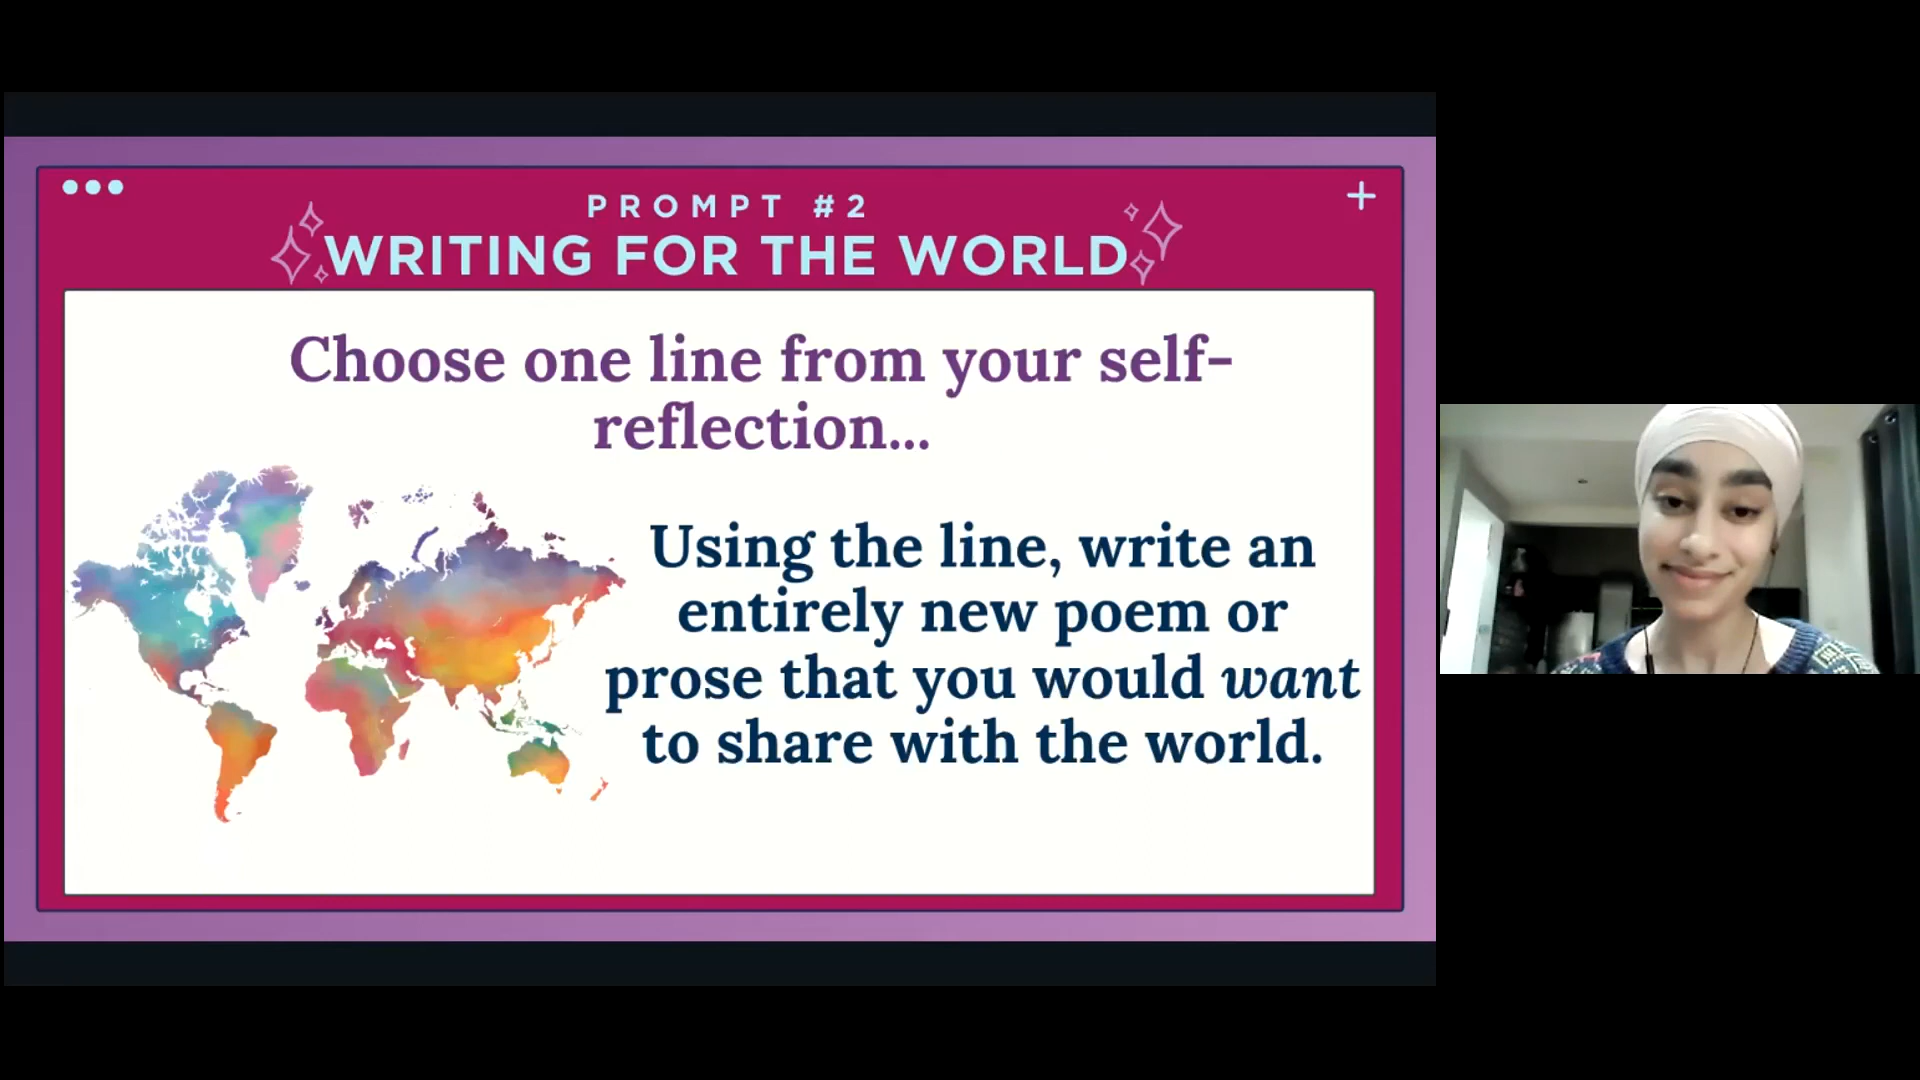 PROMPT #2
WRITING FOR THE WORLD
Choose one line from your self-
reflection...
Using the line, write an
entirely new poem or
prose that you would want
to share with the world.